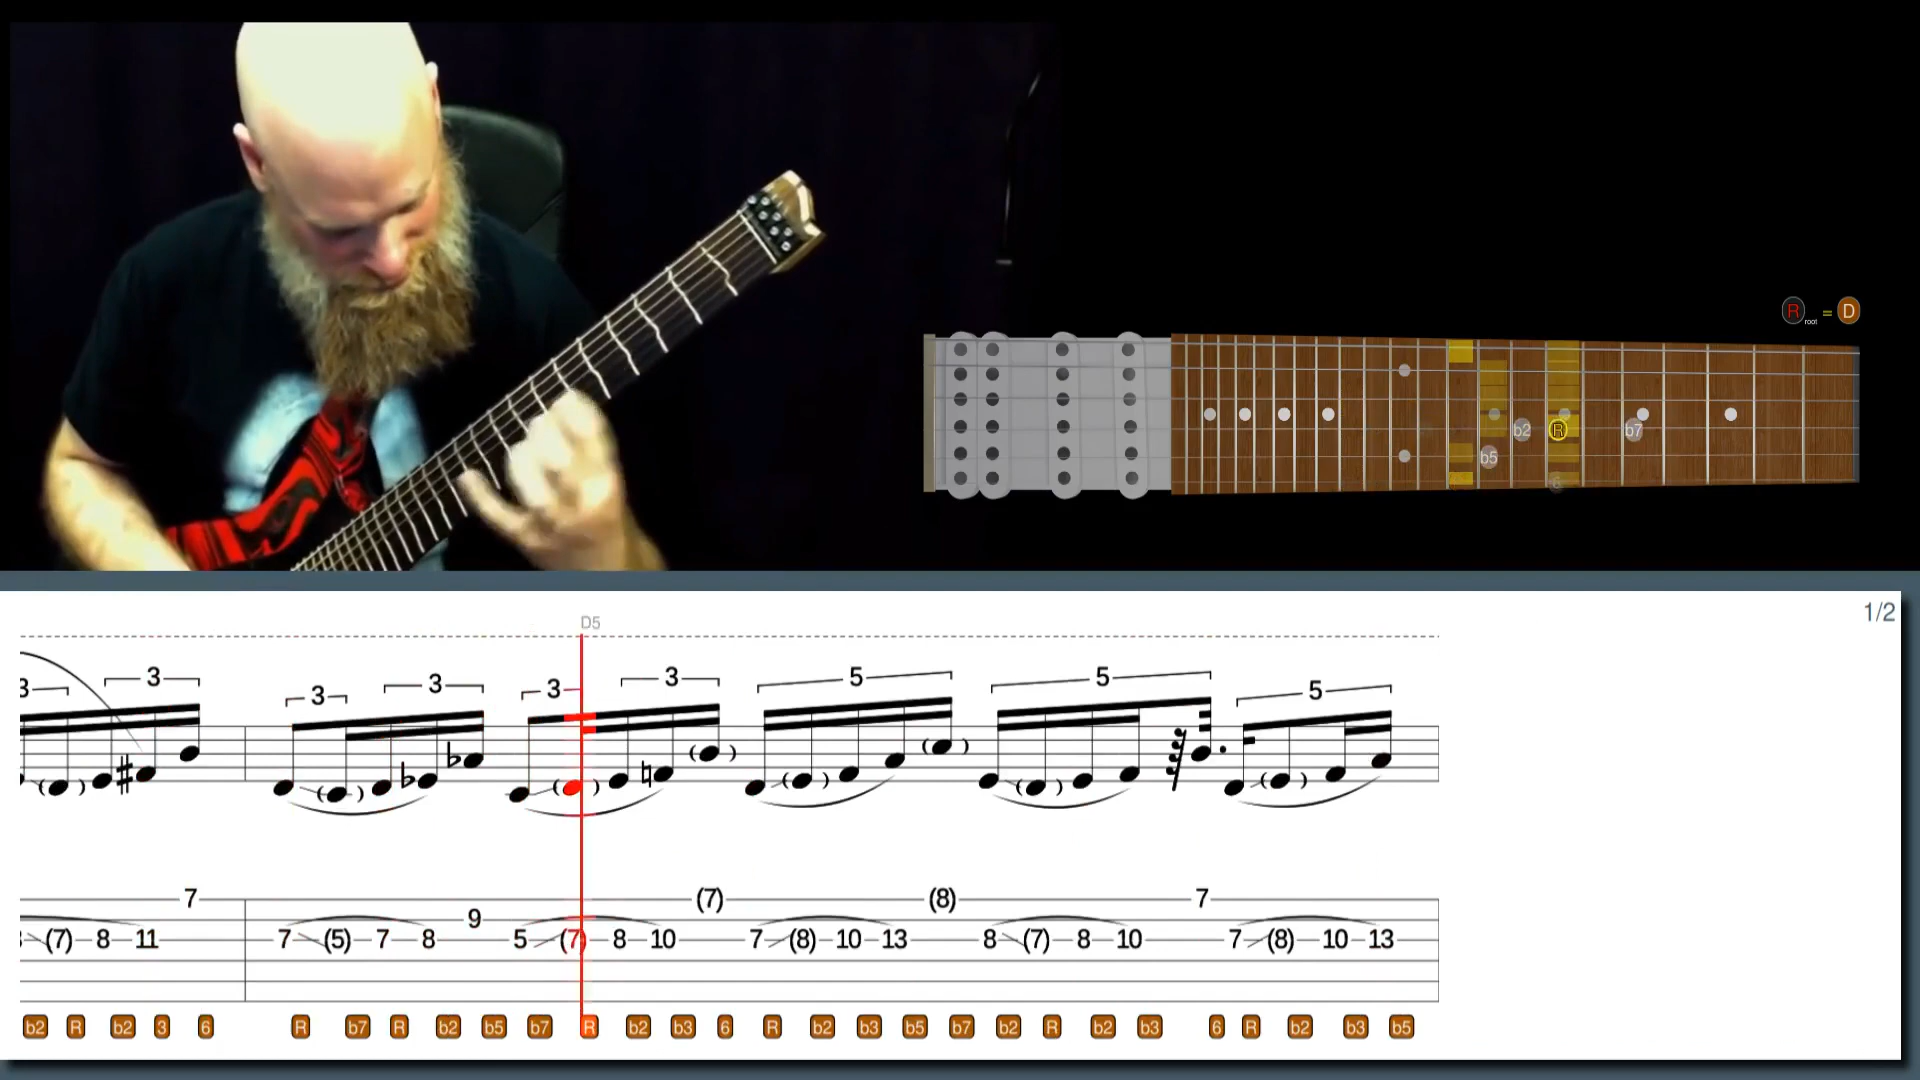 R root = D
b2 R b7
b5
6
1/2
D5
3 3 3 3 3 5 5 5
7 (7) (8) 7
9
(7) 8 11 7 (5) 7 8 5 (7) 8 10 7 (8) 10 13 8 (7) 8 10 7 (8) 10 13
b2 R b2 3 6 R b7 R b2 b5 b7 R b2 b3 6 R b2 b3 b5 b7 b2 R b2 b3 6 R b2 b3 b5